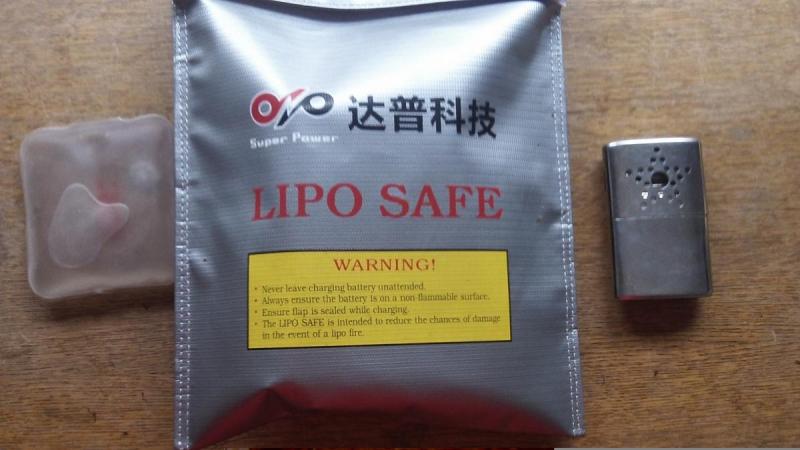 达普科技
Super Power
LIPO SAFE
WARNING!
* Never leave charging battery unattended.
* Always ensure the battery is on a non-flammable surface.
* Ensure flap is sealed while charging.
* The LIPO SAFE is intended to reduce the chances of damage
in the event of a lipo fire.